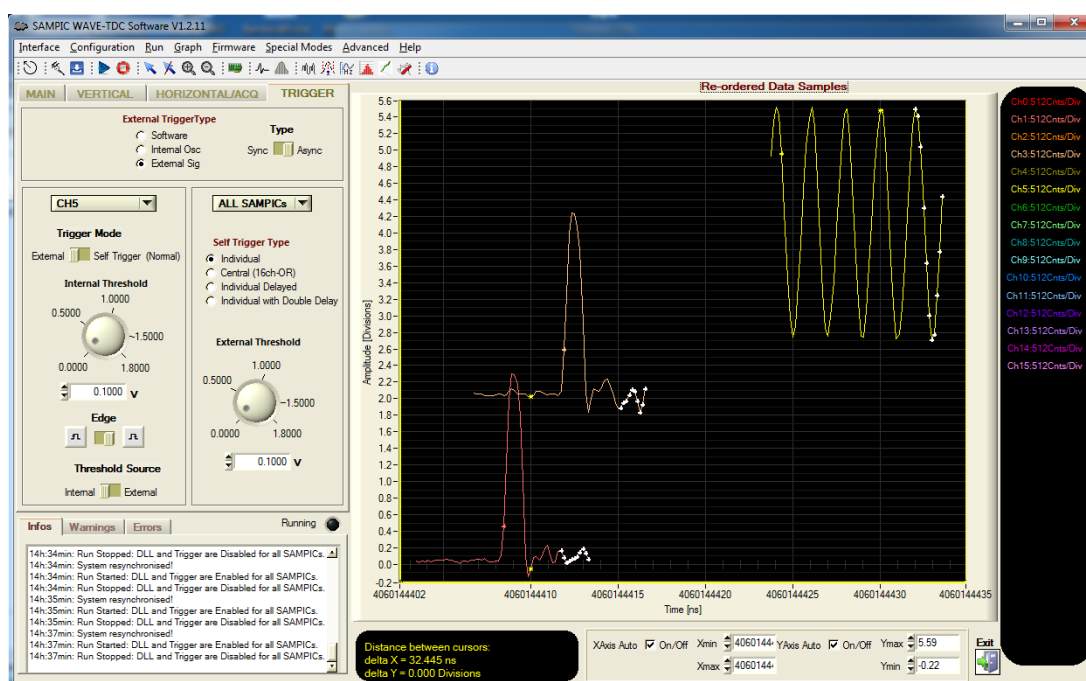 SAMPIC WAVE-TDC Software V1.2.11
Interface Configuration Run Graph Firmware Special Modes Advanced Help
MAIN VERTICAL HORIZONTAL/ACQ TRIGGER
External TriggerType
Software
Internal Osc
External Sig
Type
Sync Async
CH5
Trigger Mode
External Self Trigger (Normal)
Internal Threshold
1.0000
0.5000
1.5000
0.0000 1.8000
0.1000 V
Edge
Threshold Source
Internal External
ALL SAMPICs
Self Trigger Type
Individual
Central (16ch-OR)
Individual Delayed
Individual with Double Delay
External Threshold
1.0000
0.5000
1.5000
0.0000 1.8000
0.1000 V
Infos Warnings Errors
Running
14h:34min: Run Stopped: DLL and Trigger are Disabled for all SAMPICs.
14h:34min: System resynchronised!
14h:34min: Run Started: DLL and Trigger are Enabled for all SAMPICs.
14h:34min: Run Stopped: DLL and Trigger are Disabled for all SAMPICs.
14h:35min: System resynchronised!
14h:35min: Run Started: DLL and Trigger are Enabled for all SAMPICs.
14h:35min: Run Stopped: DLL and Trigger are Disabled for all SAMPICs.
14h:37min: System resynchronised!
14h:37min: Run Started: DLL and Trigger are Enabled for all SAMPICs.
14h:37min: Run Stopped: DLL and Trigger are Disabled for all SAMPICs.
Re-ordered Data Samples
Amplitude [Divisions]
5.6
5.4
5.2
5.0
4.8
4.6
4.4
4.2
4.0
3.8
3.6
3.4
3.2
3.0
2.8
2.6
2.4
2.2
2.0
1.8
1.6
1.4
1.2
1.0
0.8
0.6
0.4
0.2
0.0
-0.2
4060144402 4060144410 4060144415 4060144420 4060144425 4060144430 4060144435
Time [ns]
Ch0:512Cnts/Div
Ch1:512Cnts/Div
Ch2:512Cnts/Div
Ch3:512Cnts/Div
Ch4:512Cnts/Div
Ch5:512Cnts/Div
Ch6:512Cnts/Div
Ch7:512Cnts/Div
Ch8:512Cnts/Div
Ch9:512Cnts/Div
Ch10:512Cnts/Div
Ch11:512Cnts/Div
Ch12:512Cnts/Div
Ch13:512Cnts/Div
Ch14:512Cnts/Div
Ch15:512Cnts/Div
Distance between cursors:
delta X = 32.445 ns
delta Y = 0.000 Divisions
XAxis Auto On/Off Xmin 4060144 YAxis Auto On/Off Ymax 5.59
Xmax 4060144 Ymin -0.22
Exit